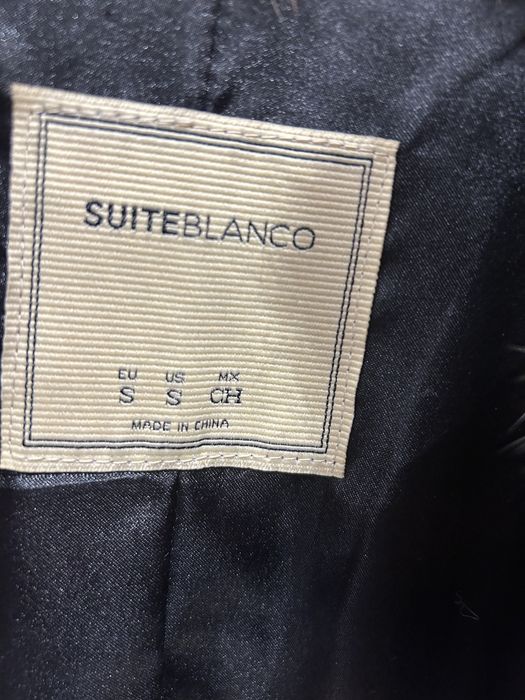 SUITEBLANCO
EU US MX
S S CH
MADE IN CHINA